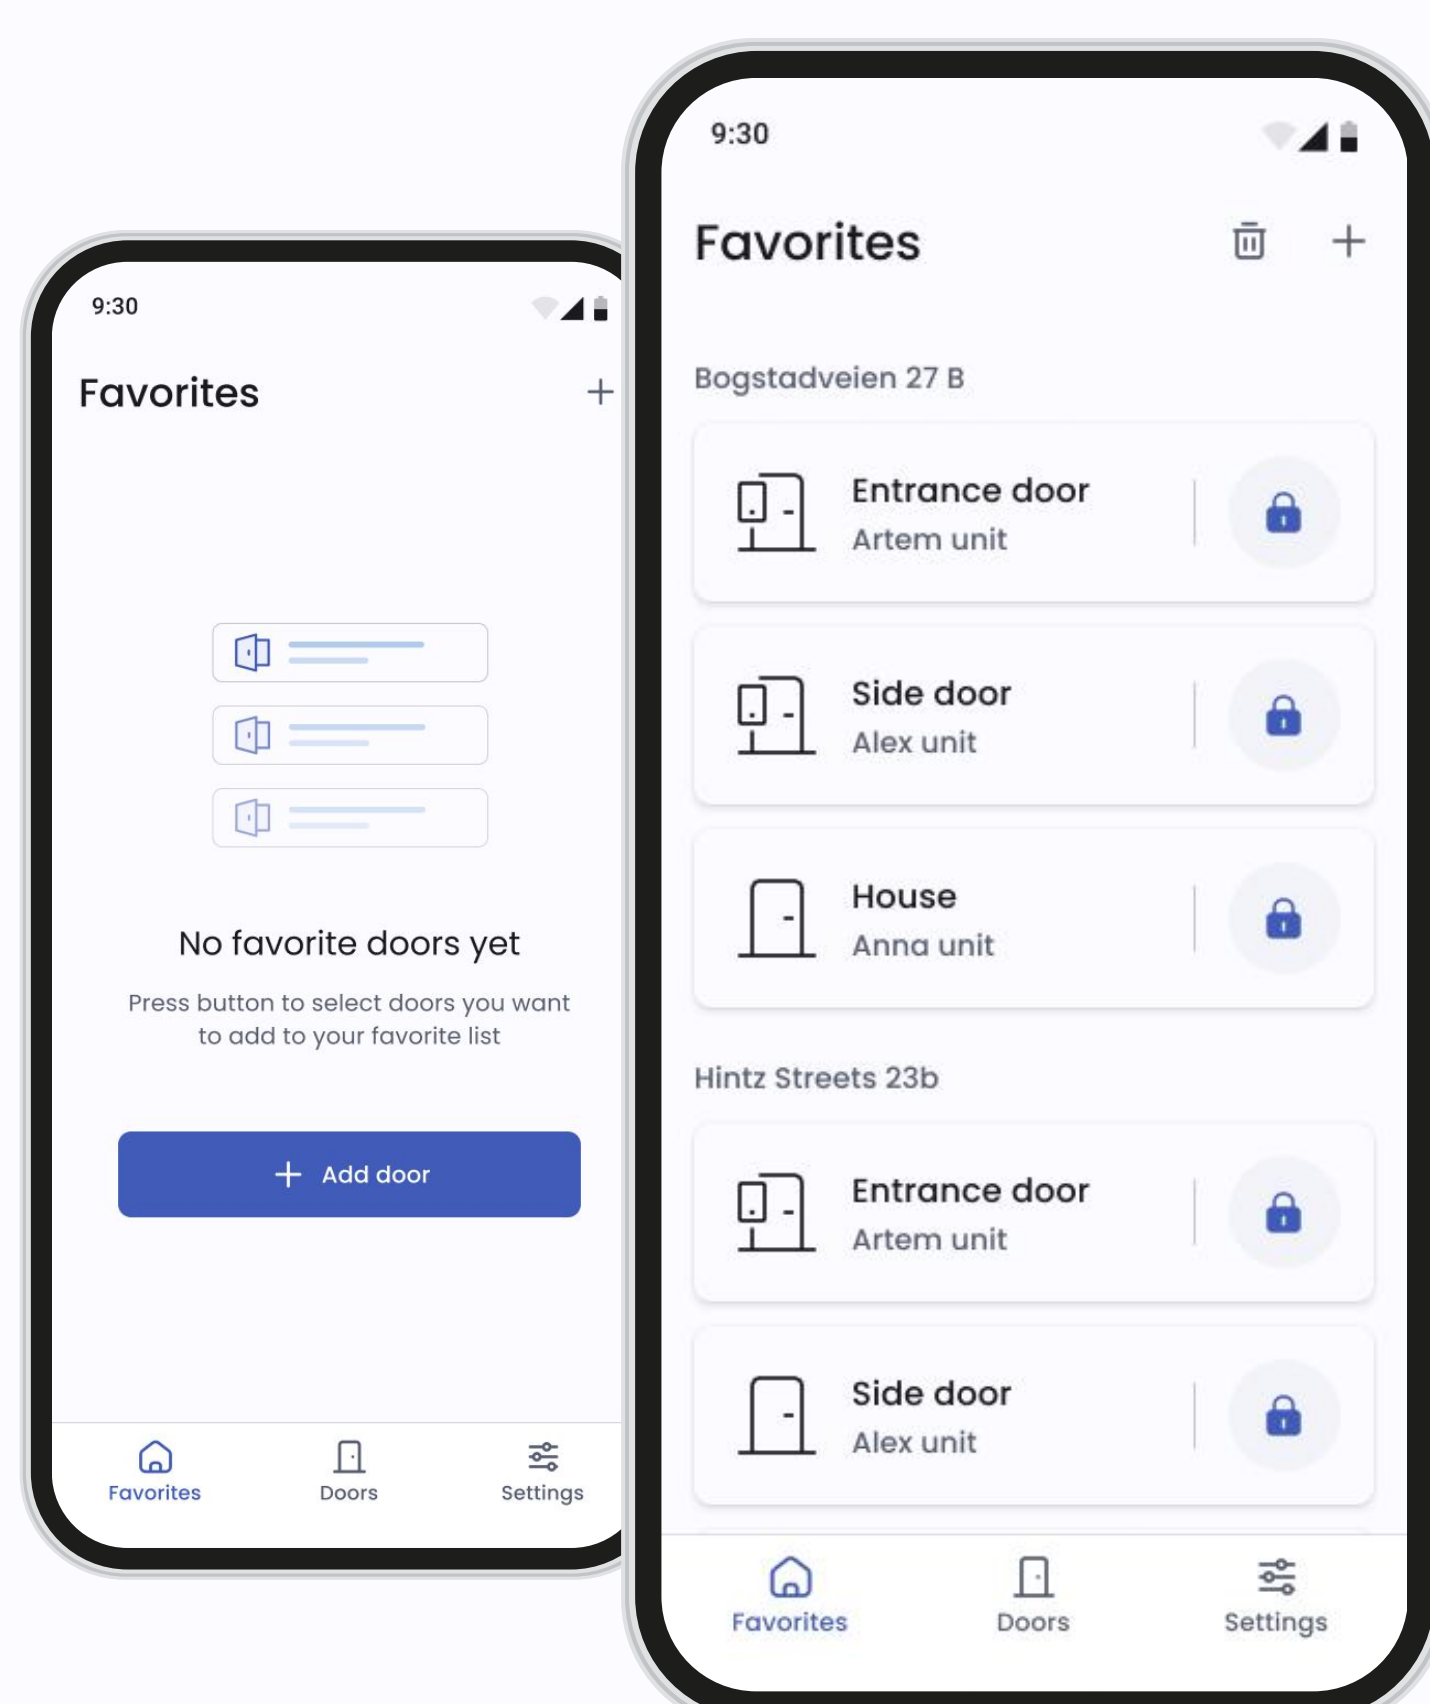 9:30
Favorites
No favorite doors yet
Press button to select doors you want
to add to your favorite list
Add door
Favorites
Doors
Settings
9:30
Favorites
Bogstadveien 27 B
Entrance door
Artem unit
Side door
Alex unit
House
Anna unit
Hintz Streets 23b
Entrance door
Artem unit
Side door
Alex unit
Favorites
Doors
Settings